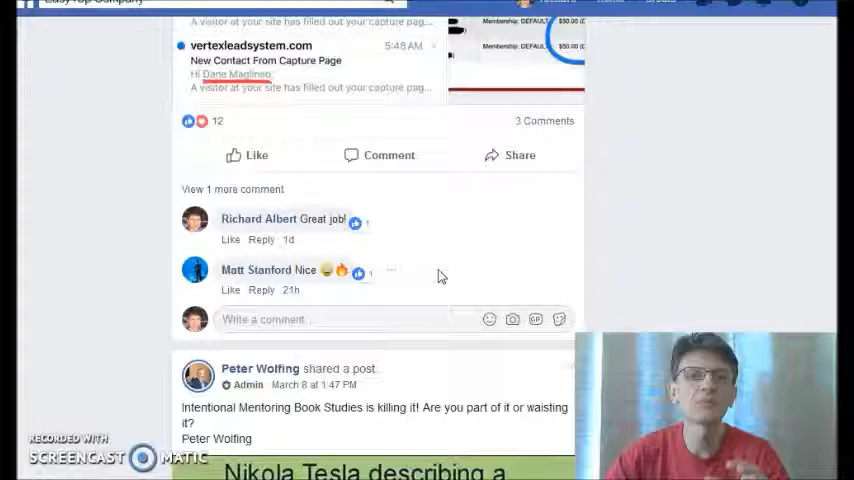 EasyTop Company
A visitor at your site has filled out your capture pag...
vertexleadsystem.com 5:48 AM
New Contact From Capture Page
Hi Dane Maglinao,
A visitor at your site has filled out your capture pag...
Membership: DEFAULT $50.00 (D
Membership: DEFAULT $50.00 (D
12 3 Comments
Like Comment Share
View 1 more comment
Richard Albert Great job! 1
Like Reply 1d
Matt Stanford Nice 😀🔥 1
Like Reply 21h
Write a comment...
GIF
Peter Wolfing shared a post.
Admin March 8 at 1:47 PM
Intentional Mentoring Book Studies is killing it! Are you part of it or waisting
it?
Peter Wolfing
Nikola Tesla describing a
RECORDED WITH
SCREENCAST MATIC